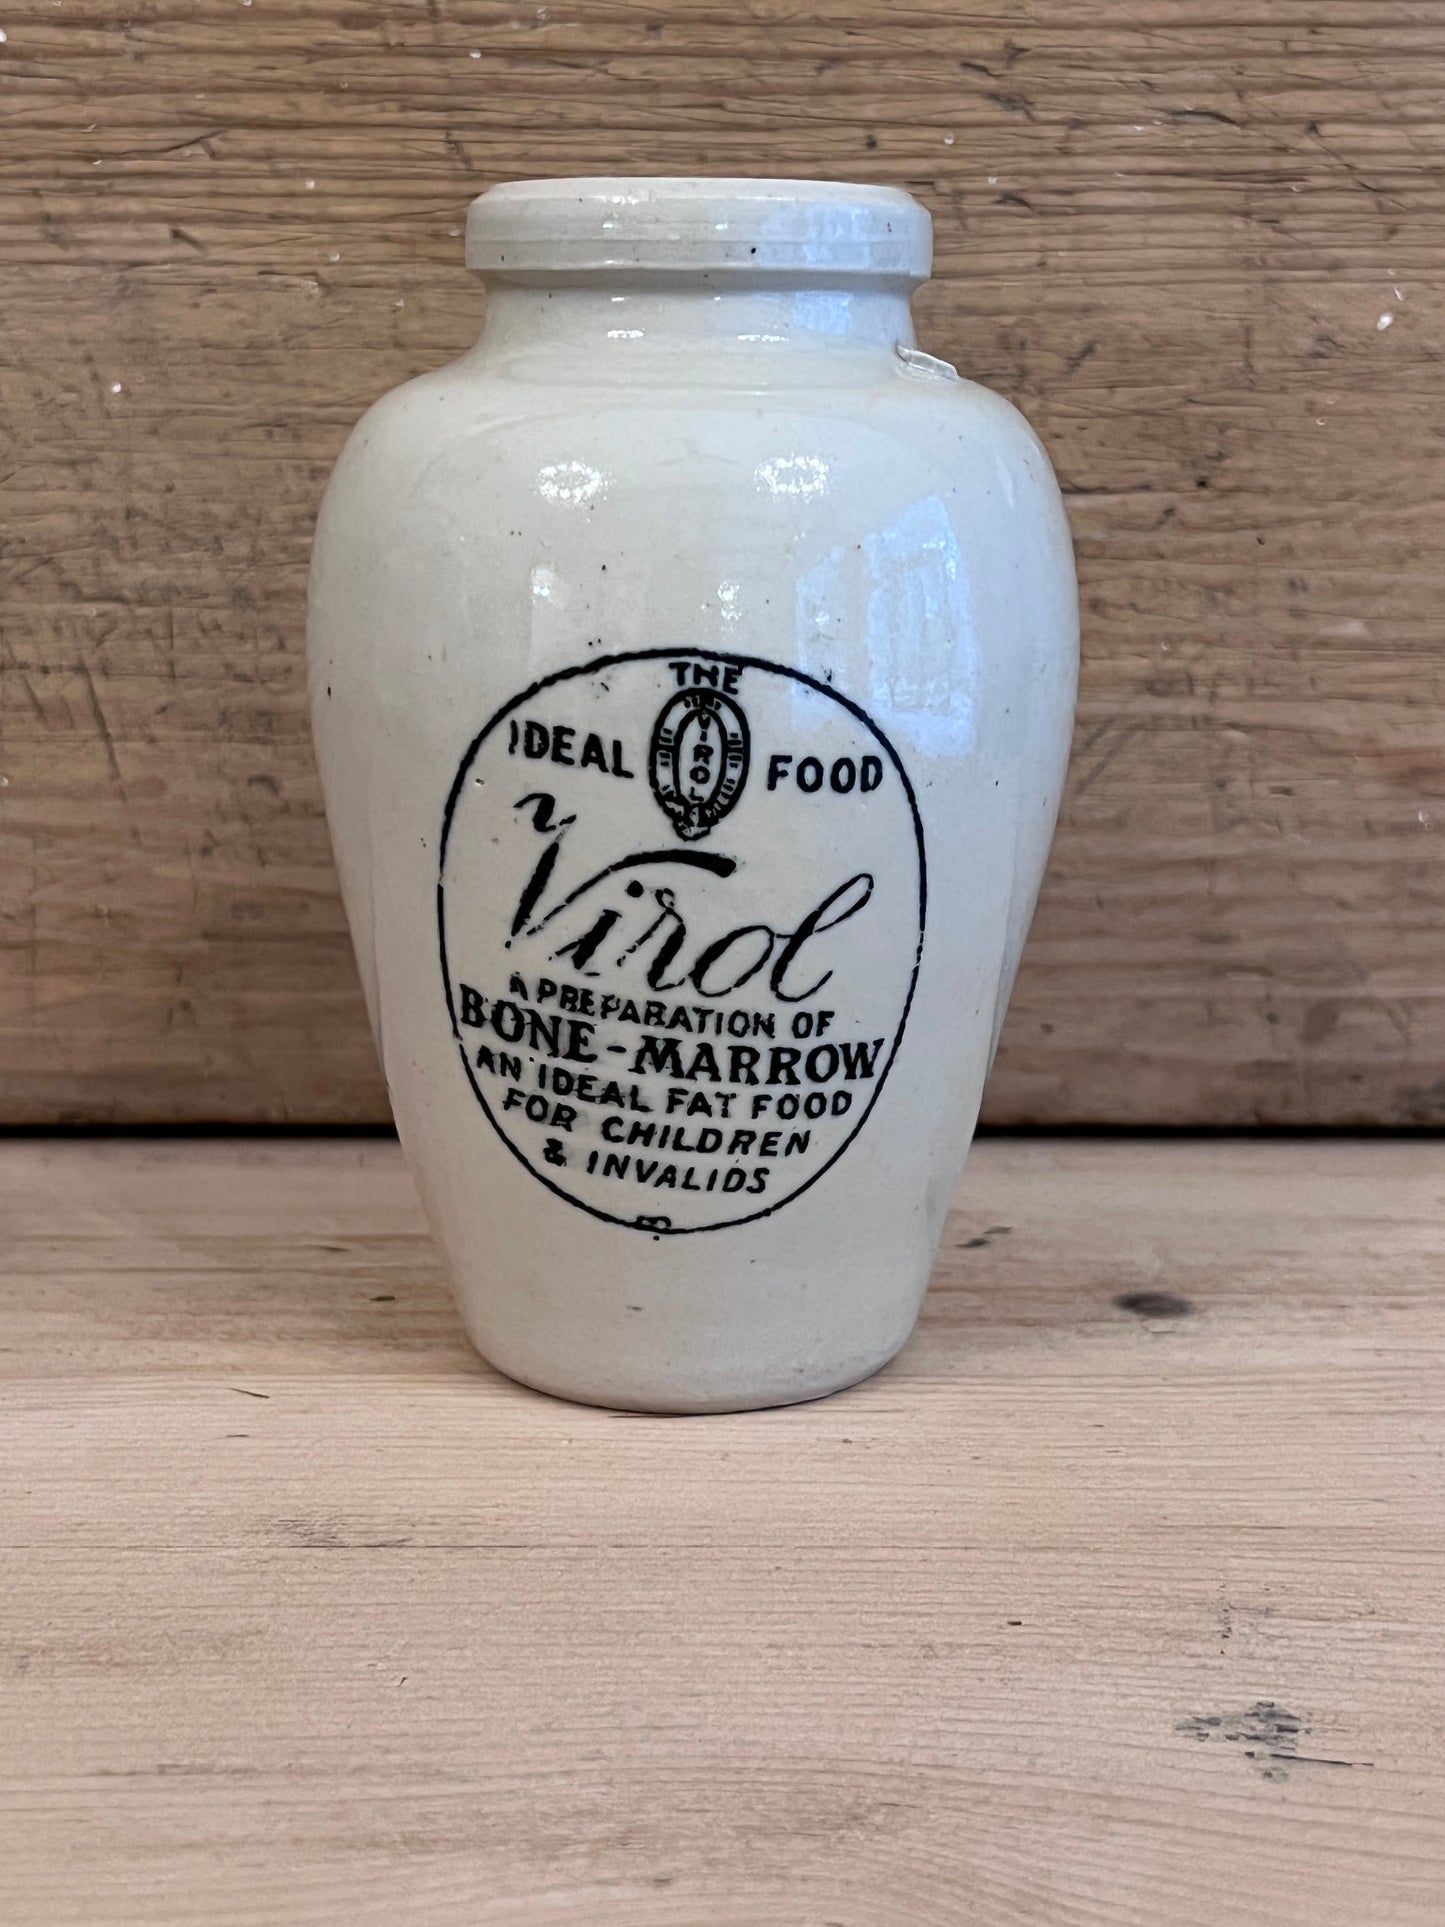 THE
IDEAL FOOD
VIROL
Virol
A PREPARATION OF
BONE-MARROW
AN IDEAL FAT FOOD
FOR CHILDREN
& INVALIDS